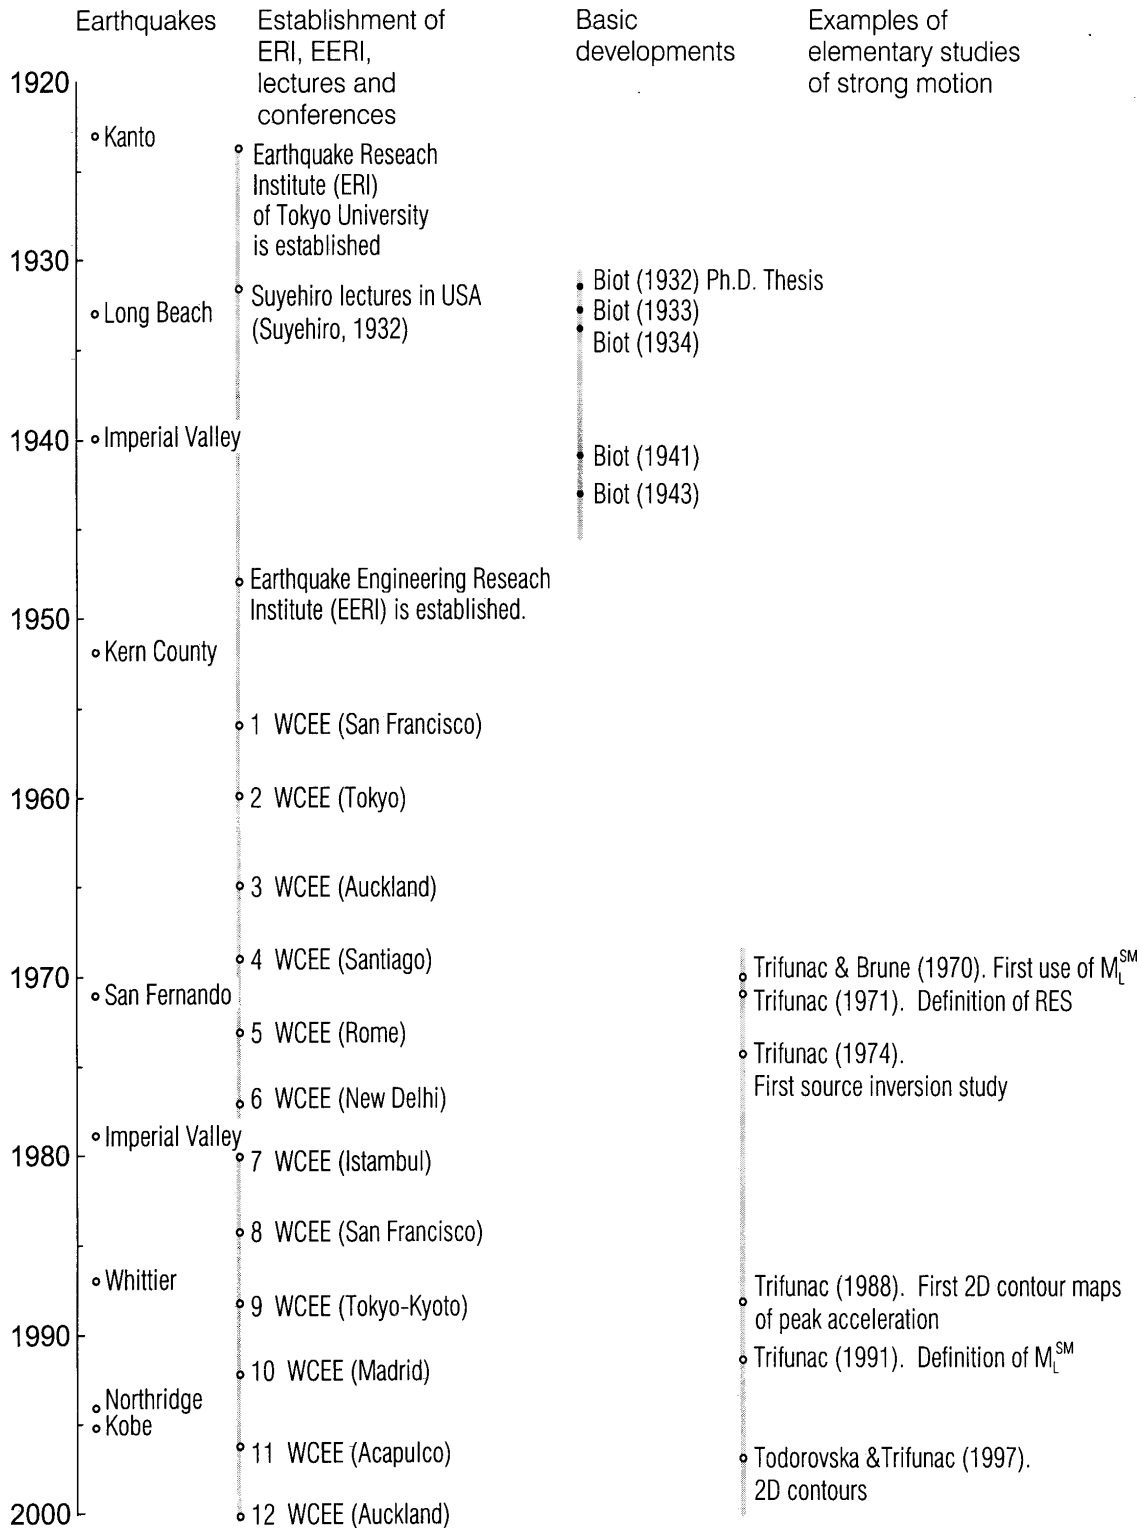 Earthquakes
Establishment of
ERI, EERI,
lectures and
conferences
Basic
developments
Examples of
elementary studies
of strong motion
1920
1930
1940
1950
1960
1970
1980
1990
2000
Kanto
Long Beach
Imperial Valley
Kern County
San Fernando
Imperial Valley
Whittier
Northridge
Kobe
Earthquake Reseach
Institute (ERI)
of Tokyo University
is established
Suyehiro lectures in USA
(Suyehiro, 1932)
Earthquake Engineering Reseach
Institute (EERI) is established.
1 WCEE (San Francisco)
2 WCEE (Tokyo)
3 WCEE (Auckland)
4 WCEE (Santiago)
5 WCEE (Rome)
6 WCEE (New Delhi)
7 WCEE (Istambul)
8 WCEE (San Francisco)
9 WCEE (Tokyo-Kyoto)
10 WCEE (Madrid)
11 WCEE (Acapulco)
12 WCEE (Auckland)
Biot (1932) Ph.D. Thesis
Biot (1933)
Biot (1934)
Biot (1941)
Biot (1943)
Trifunac & Brune (1970). First use of M_L^SM
Trifunac (1971). Definition of RES
Trifunac (1974).
First source inversion study
Trifunac (1988). First 2D contour maps
of peak acceleration
Trifunac (1991). Definition of M_L^SM
Todorovska &Trifunac (1997).
2D contours